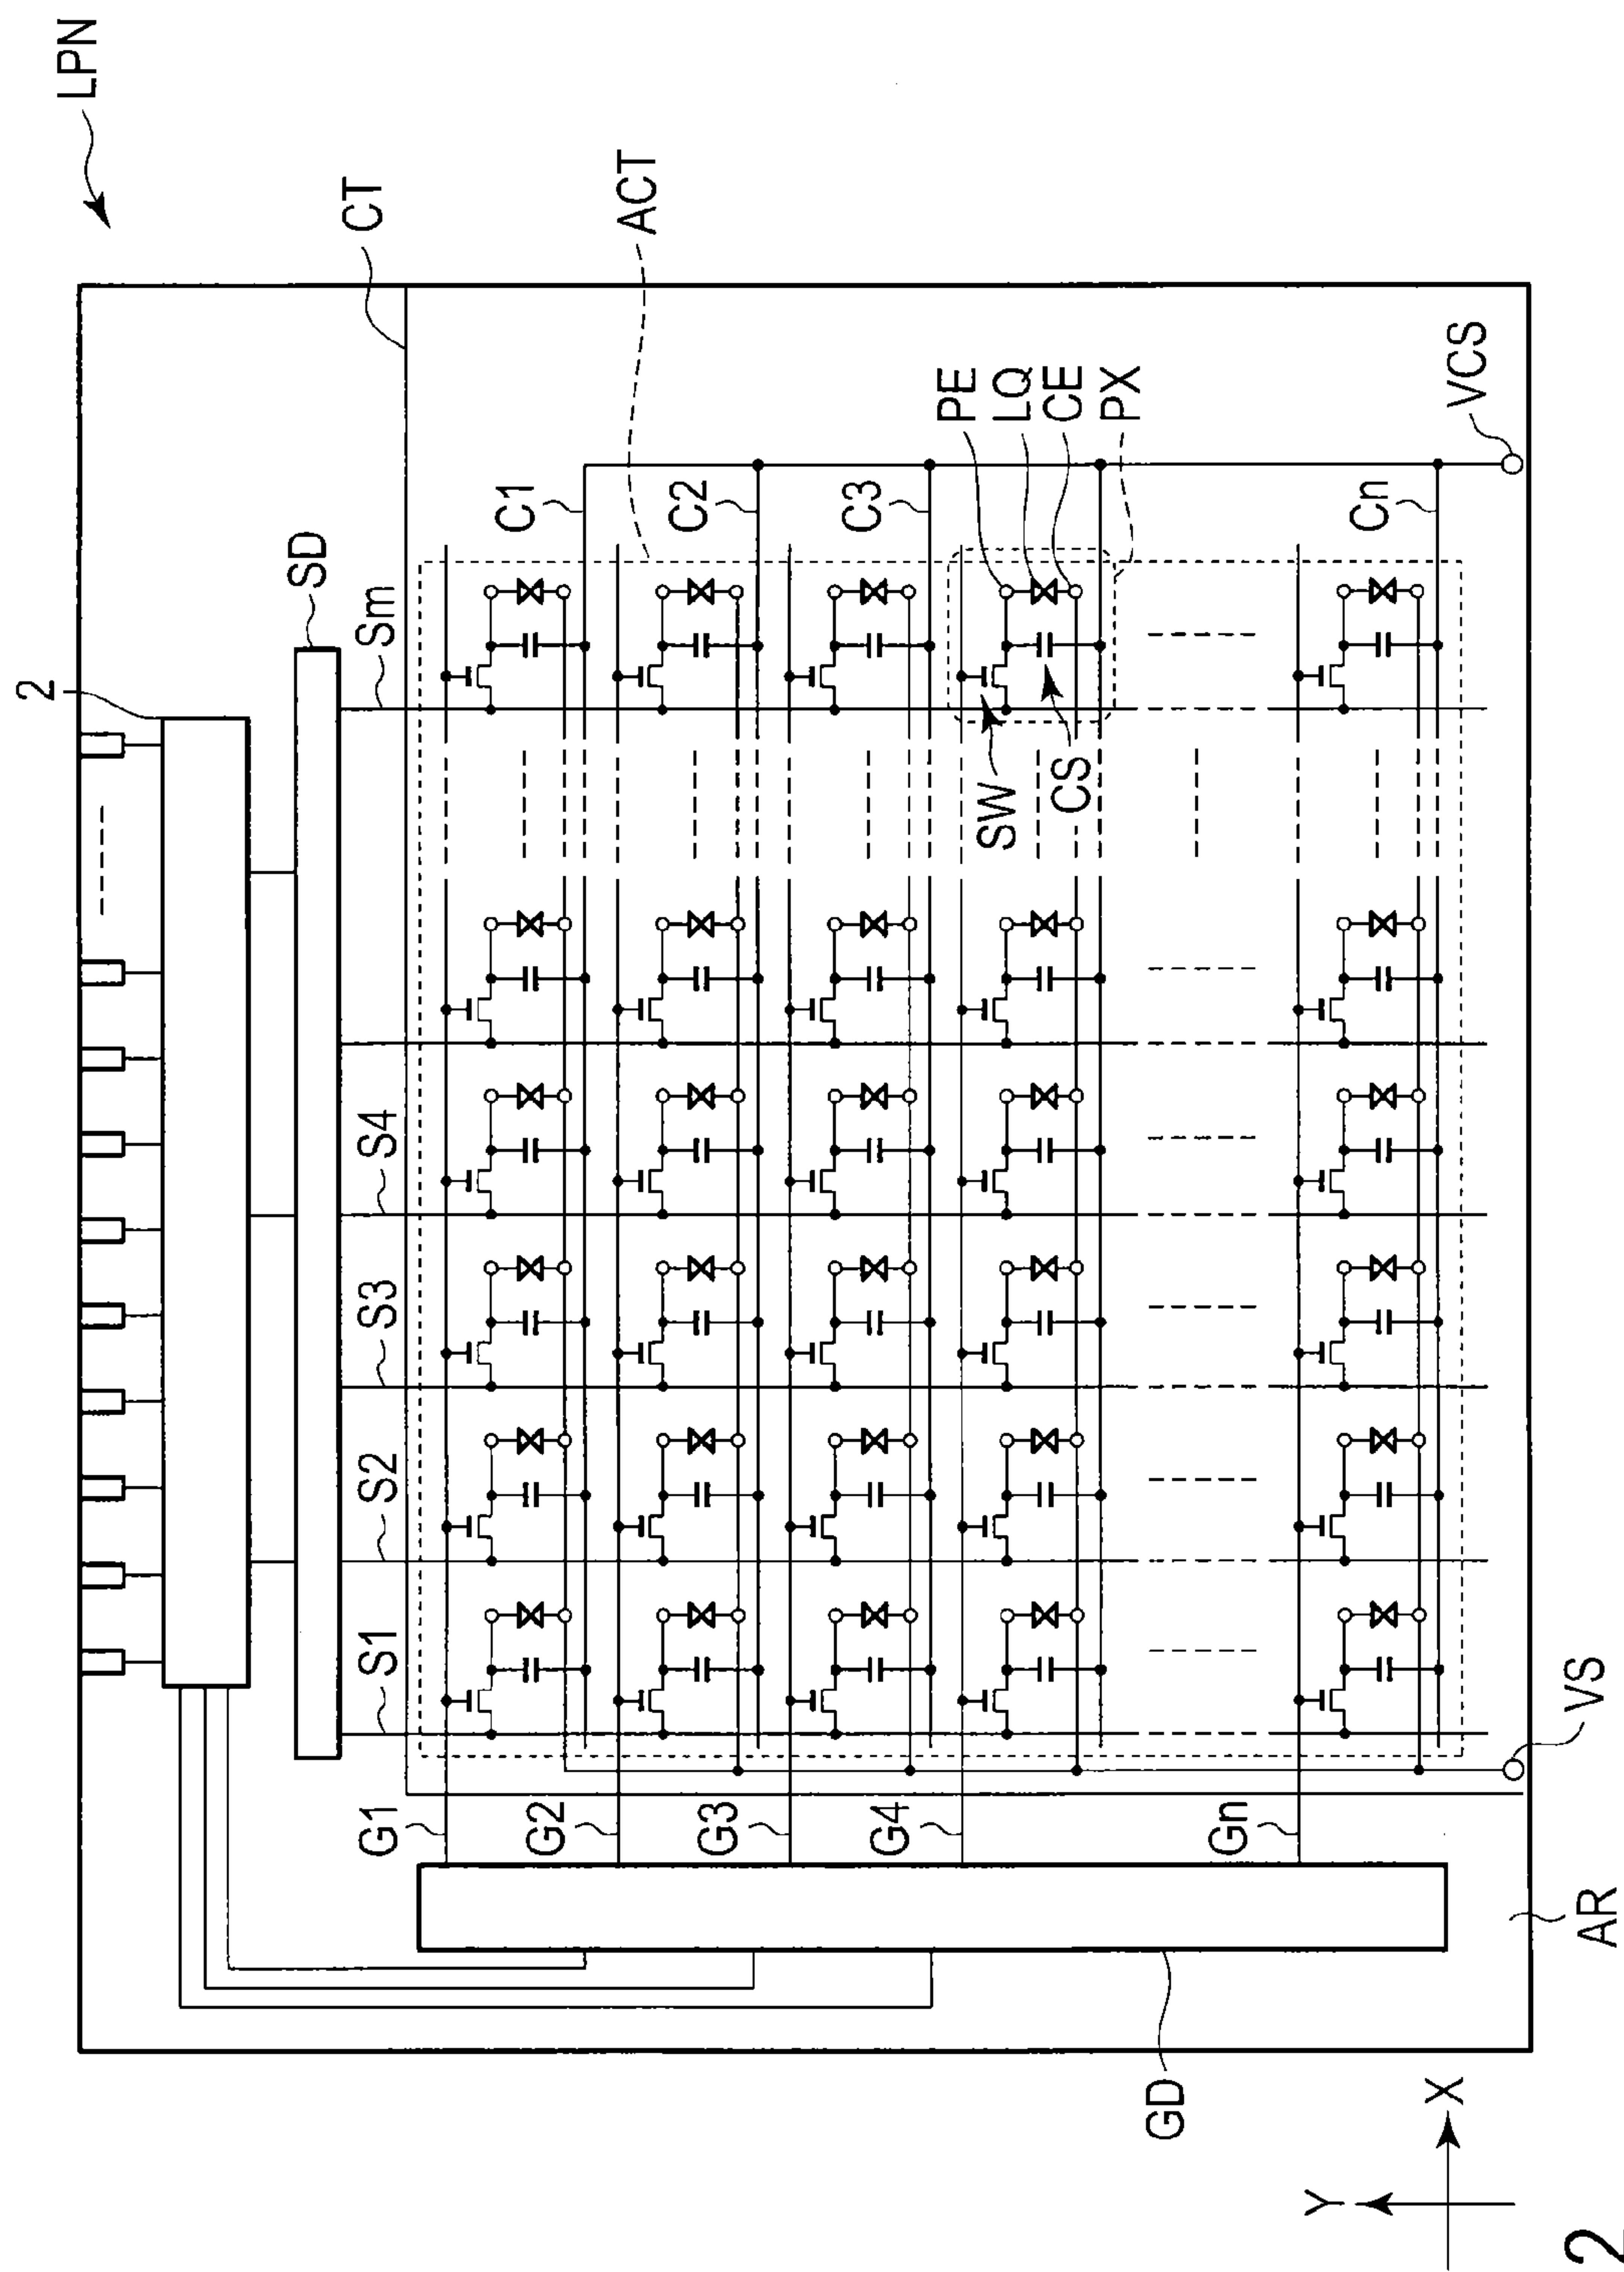 LPN
2
CT
SD
ACT
S1
S2
S3
S4
Sm
G1
C1
G2
C2
G3
C3
G4
PE
LQ
CE
PX
SW
CS
Gn
Cn
VCS
VS
AR
GD
Y
X
2